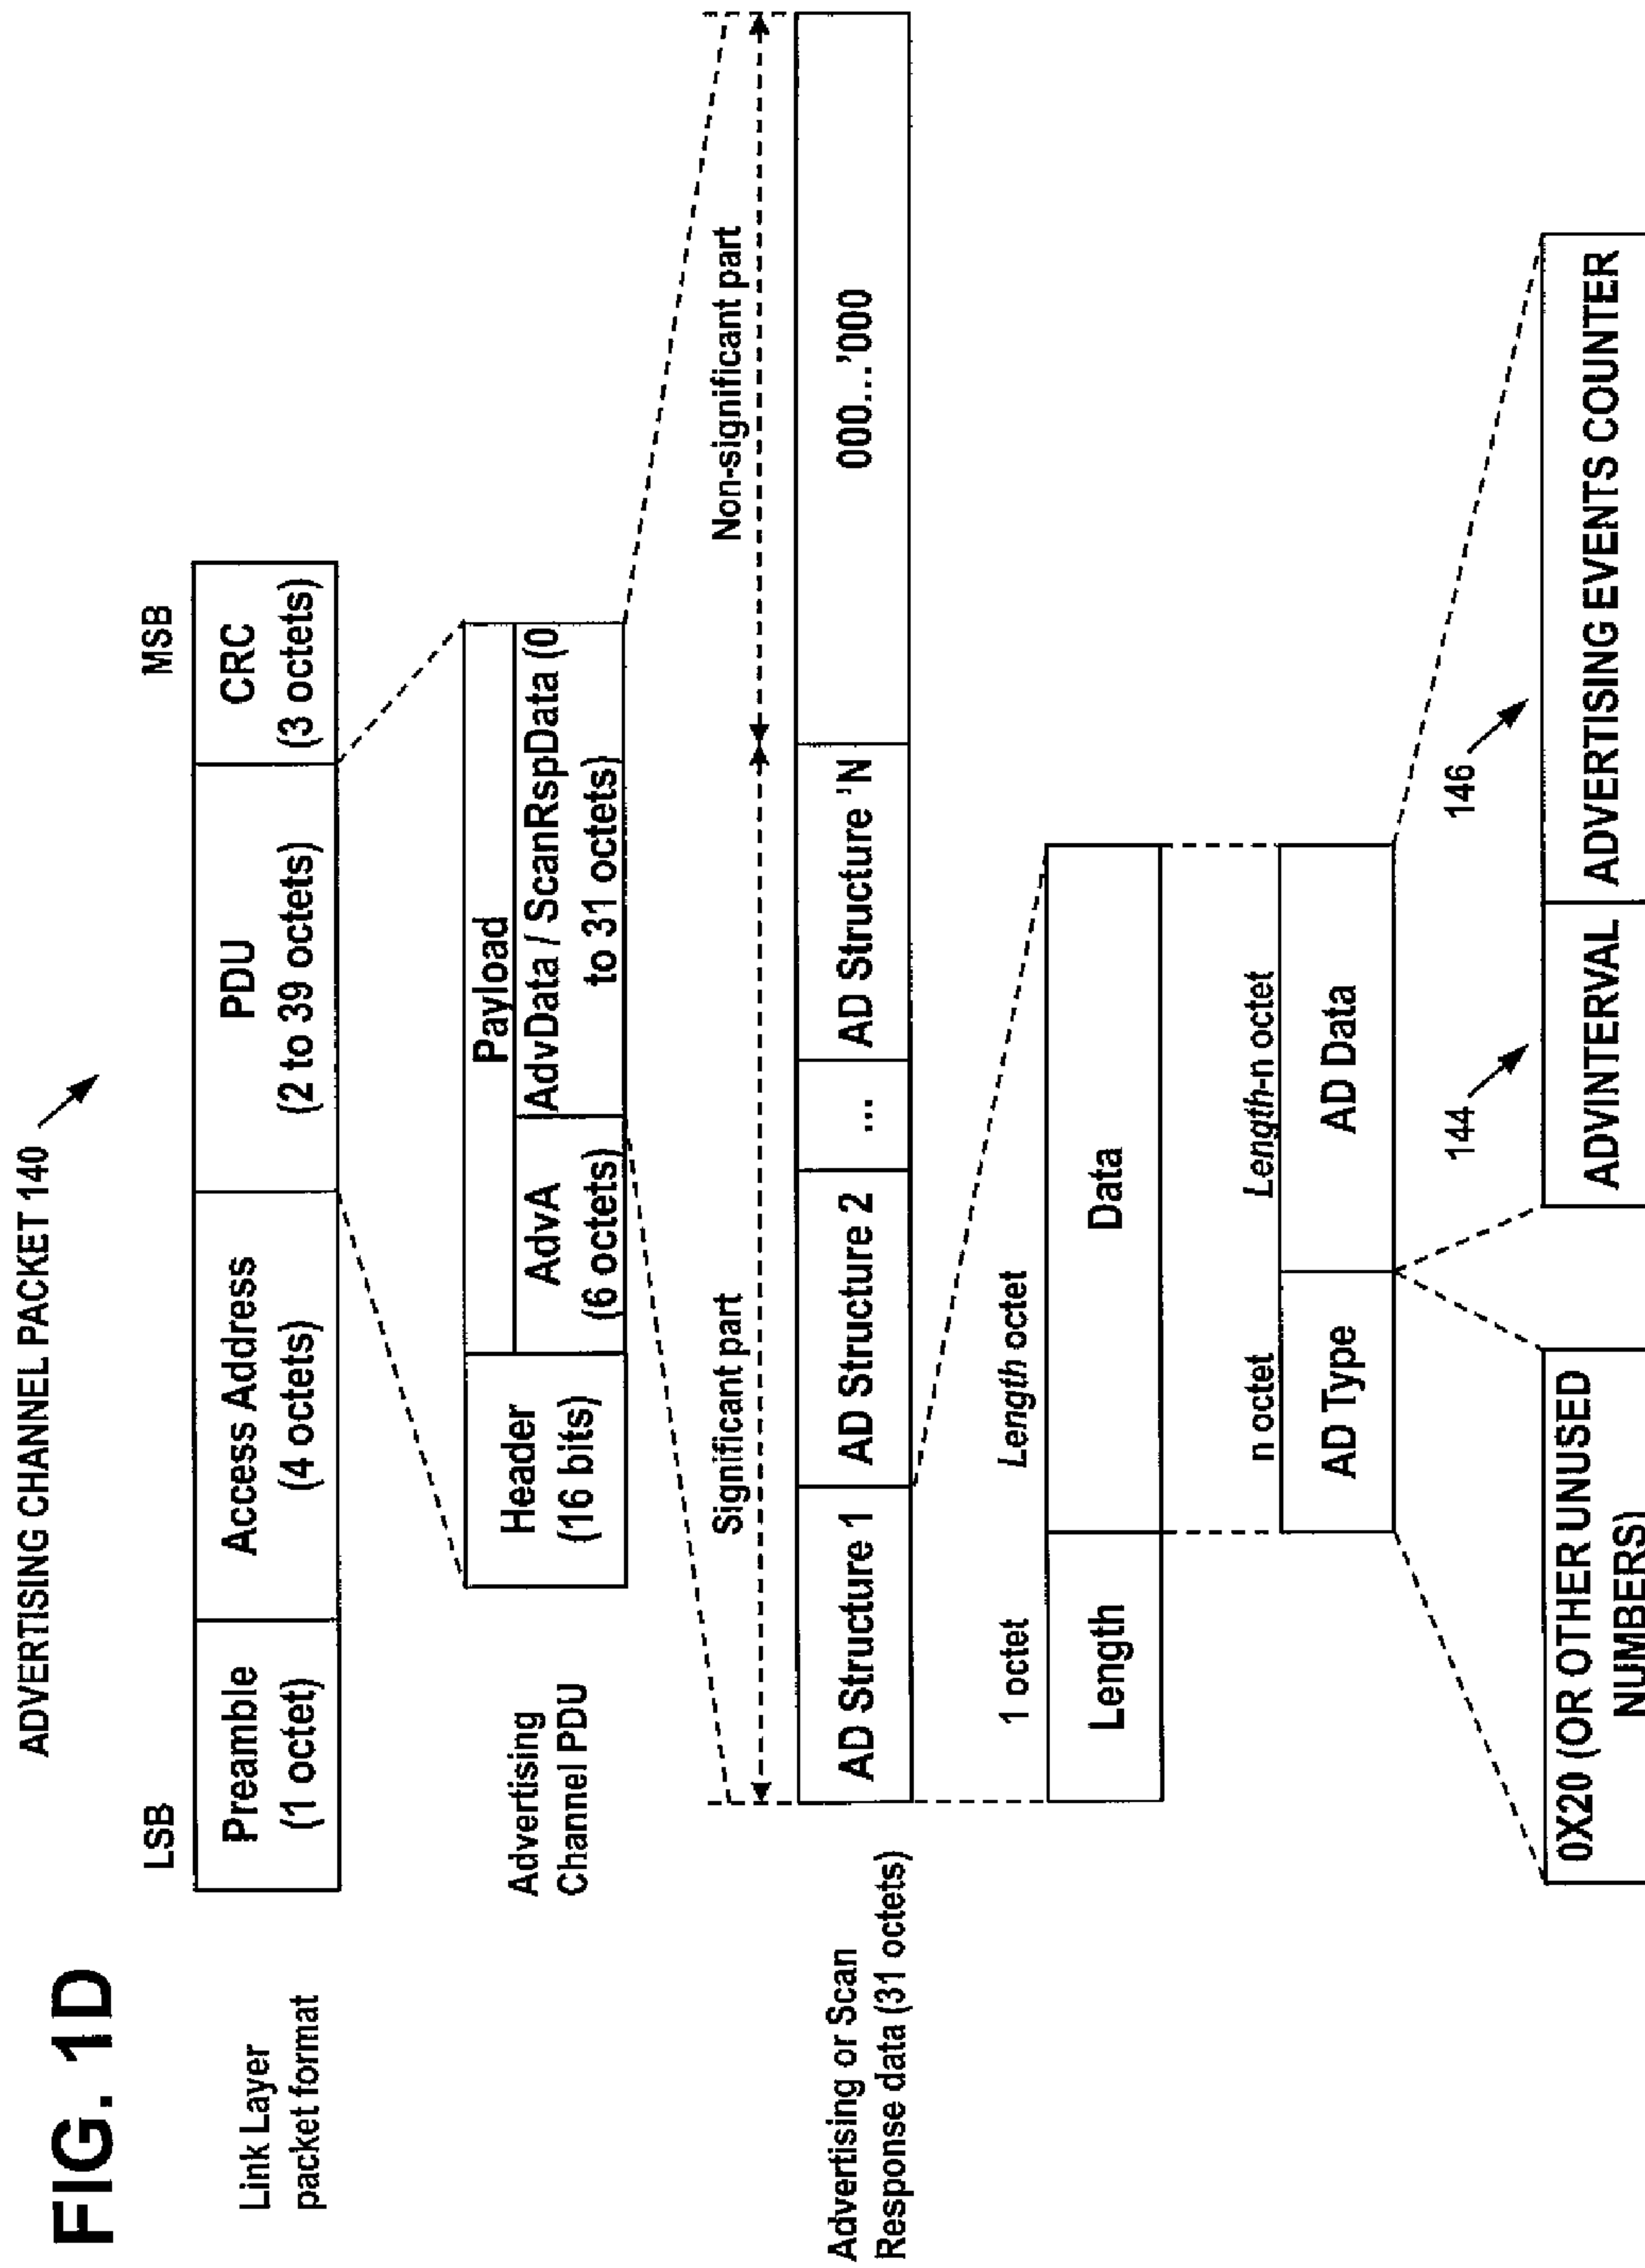 FIG. 1D
ADVERTISING CHANNEL PACKET 140
LSB
MSB
Link Layer
packet format
Preamble
(1 octet)
Access Address
(4 octets)
PDU
(2 to 39 octets)
CRC
(3 octets)
Advertising
Channel PDU
Header
(16 bits)
Payload
AdvA
(6 octets)
AdvData / ScanRspData (0
to 31 octets)
Significant part
Non-significant part
Advertising or Scan
Response data (31 octets)
AD Structure 1
AD Structure 2
...
AD Structure 'N
000...'000
1 octet
Length octet
Length
Data
n octet
Length-n octet
AD Type
AD Data
144
146
0X20 (OR OTHER UNUSED
NUMBERS)
ADVINTERVAL
ADVERTISING EVENTS COUNTER